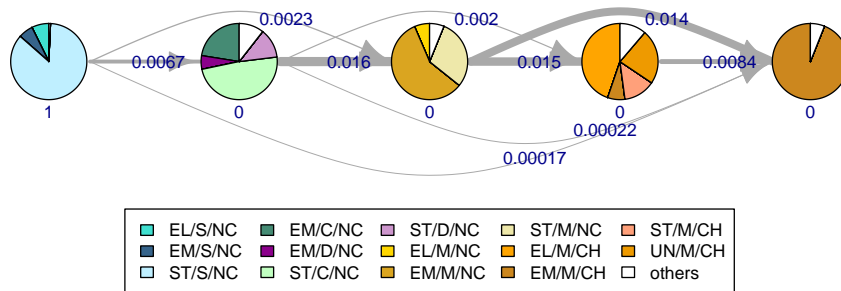 0.0023 0.002 0.014
0.0067 0.016 0.015 0.0084
1 0 0 0 0
0.00022
0.00017
EL/S/NC EM/C/NC ST/D/NC ST/M/NC ST/M/CH
EM/S/NC EM/D/NC EL/M/NC EL/M/CH UN/M/CH
ST/S/NC ST/C/NC EM/M/NC EM/M/CH others